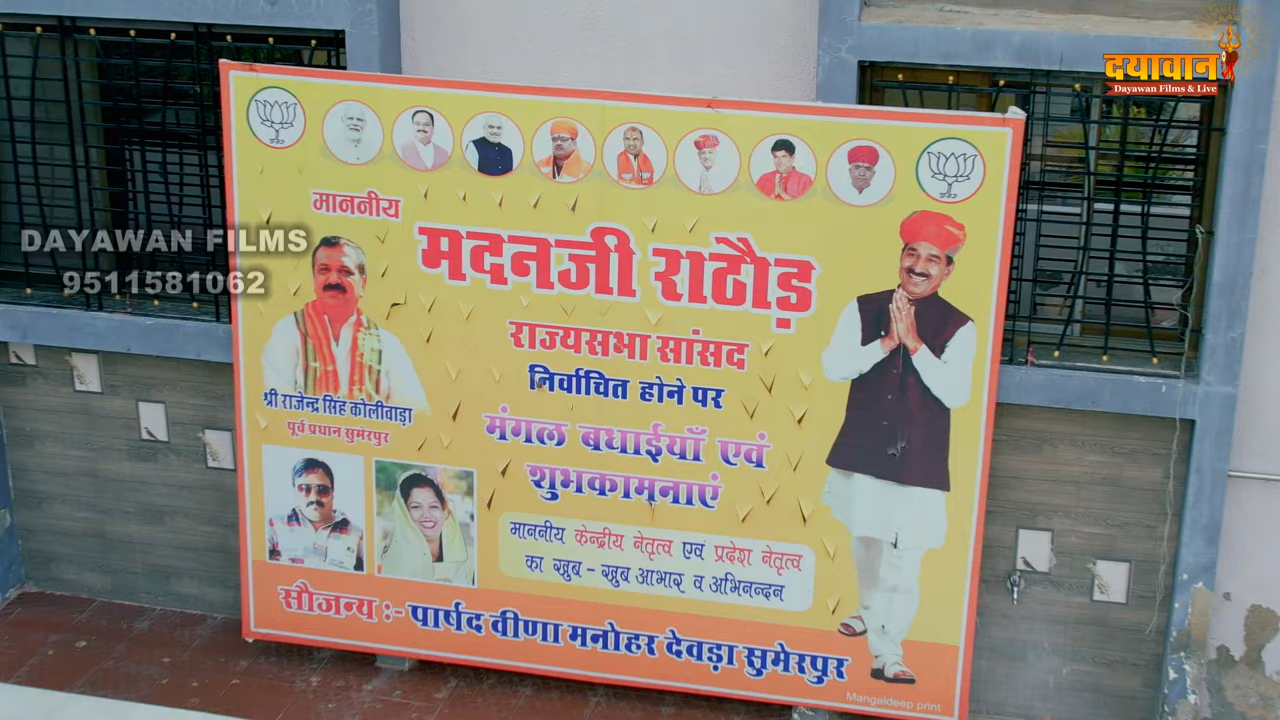 दयावान
Dayawan Films & Live
DAYAWAN FILMS
9511581062
माननीय
मदनजी राठौड़
राज्यसभा सांसद
निर्वाचित होने पर
मंगल बधाईयाँ एवं
शुभकामनाएं
श्री राजेन्द्र सिंह कोलीवाड़ा
पूर्व प्रधान सुमेरपुर
माननीय केन्द्रीय नेतृत्व एवं प्रदेश नेतृत्व
का खुब - खुब आभार व अभिनन्दन
सौजन्य :- पार्षद वीणा मनोहर देवड़ा सुमेरपुर
Mangaldeep print